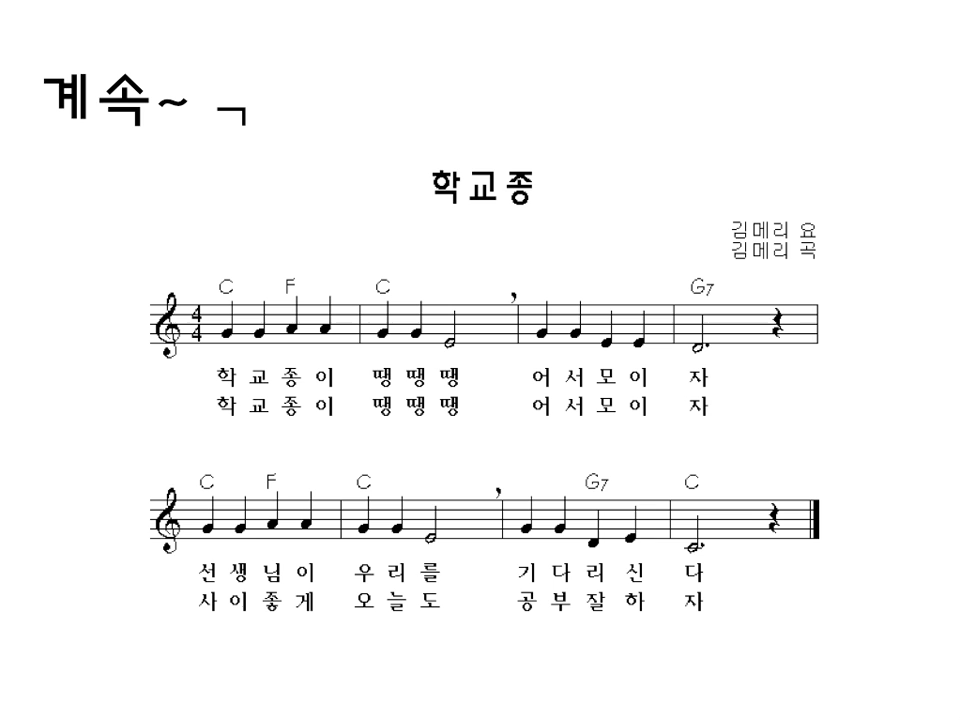 계속~ ㄱ
학교종
김메리 요
김메리 곡
C F C G7
4
4
학교종이 땡땡땡 어서모이 자
학교종이 땡땡땡 어서모이 자
C F C G7 C
선생님이 우리를 기다리신 다
사이좋게 오늘도 공부잘하 자